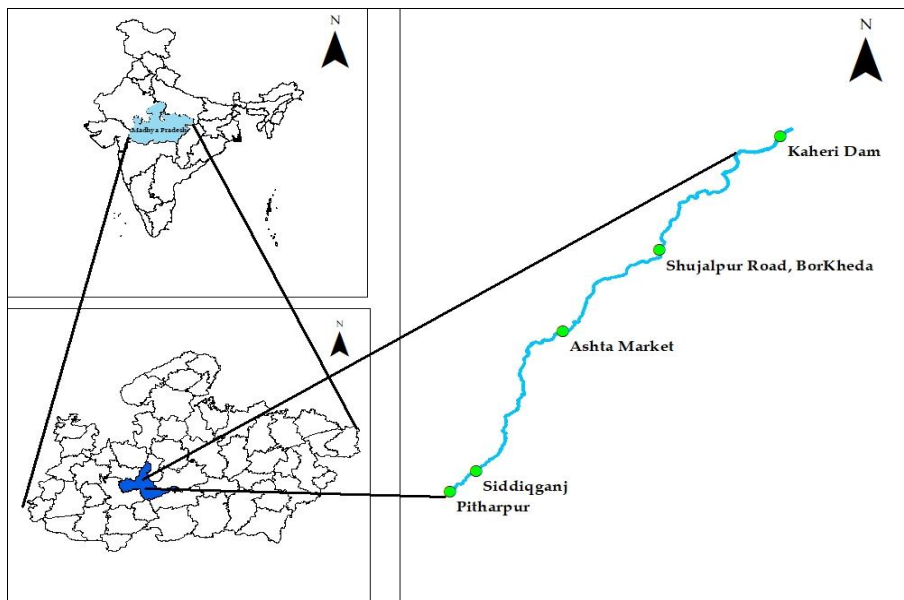 N
Madhya Pradesh
N
N
Kaheri Dam
Shujalpur Road, BorKheda
Ashta Market
Siddiqganj
Pitharpur